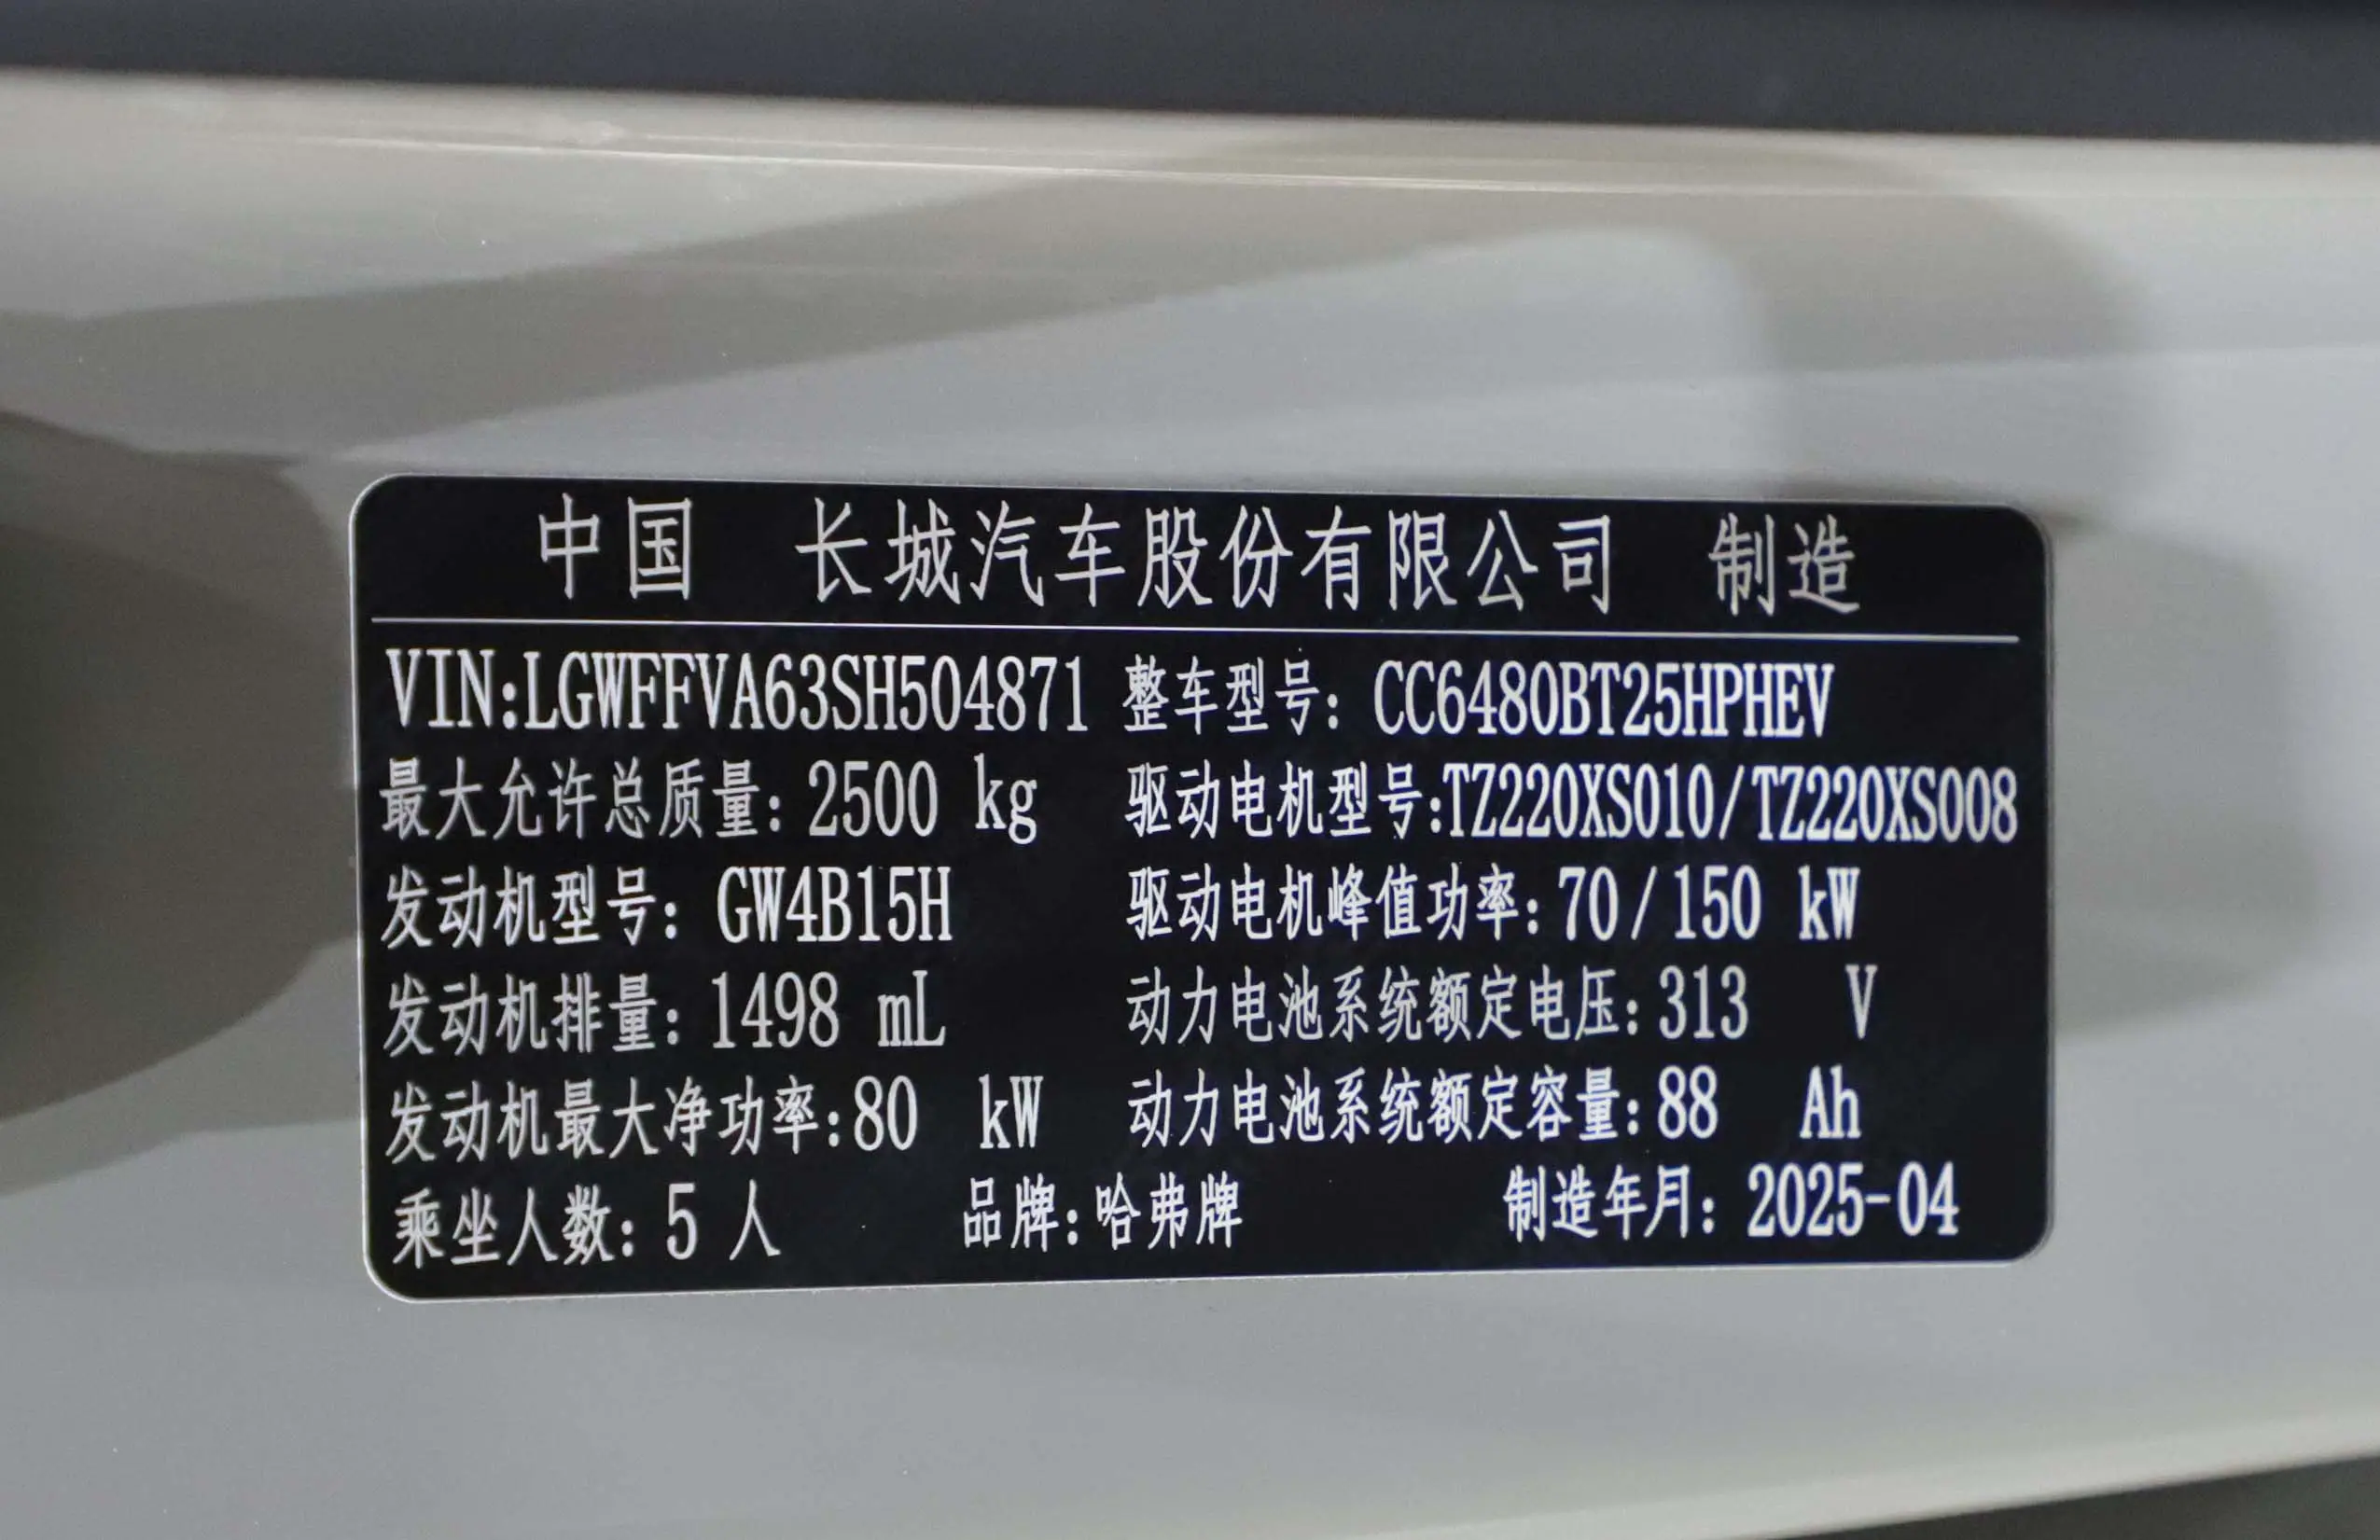 中国 长城汽车股份有限公司 制造
VIN:LGWFFVA63SH504871 整车型号: CC6480BT25HPHEV
最大允许总质量: 2500 kg 驱动电机型号:TZ220XS010/TZ220XS008
发动机型号: GW4B15H 驱动电机峰值功率: 70/150 kW
发动机排量: 1498 mL 动力电池系统额定电压: 313 V
发动机最大净功率:80 kW 动力电池系统额定容量: 88 Ah
乘坐人数: 5 人 品牌: 哈弗牌 制造年月: 2025-04